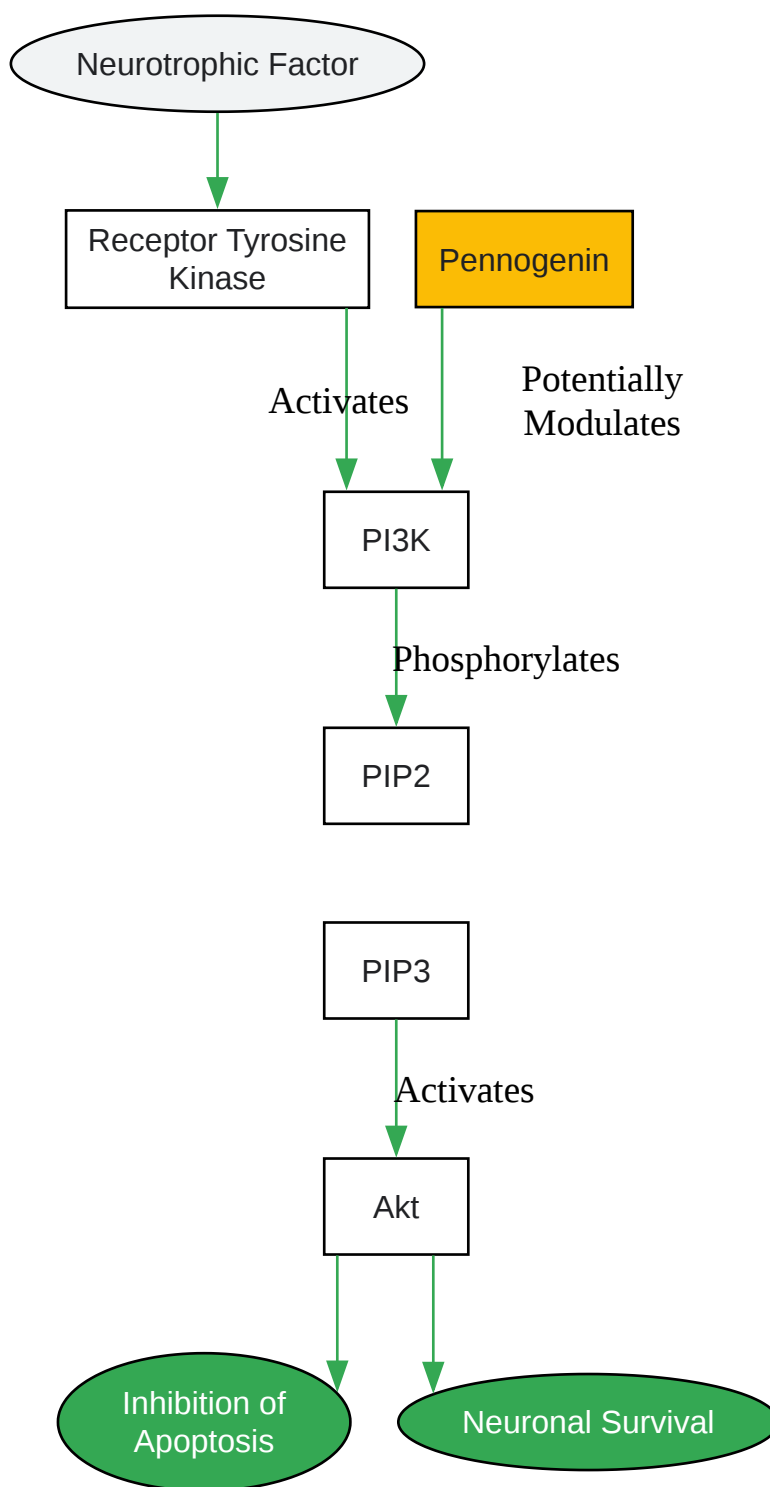 Neurotrophic Factor
Receptor Tyrosine
Kinase
Pennogenin
Activates
Potentially
Modulates
PI3K
Phosphorylates
PIP2
PIP3
Activates
Akt
Inhibition of
Apoptosis
Neuronal Survival